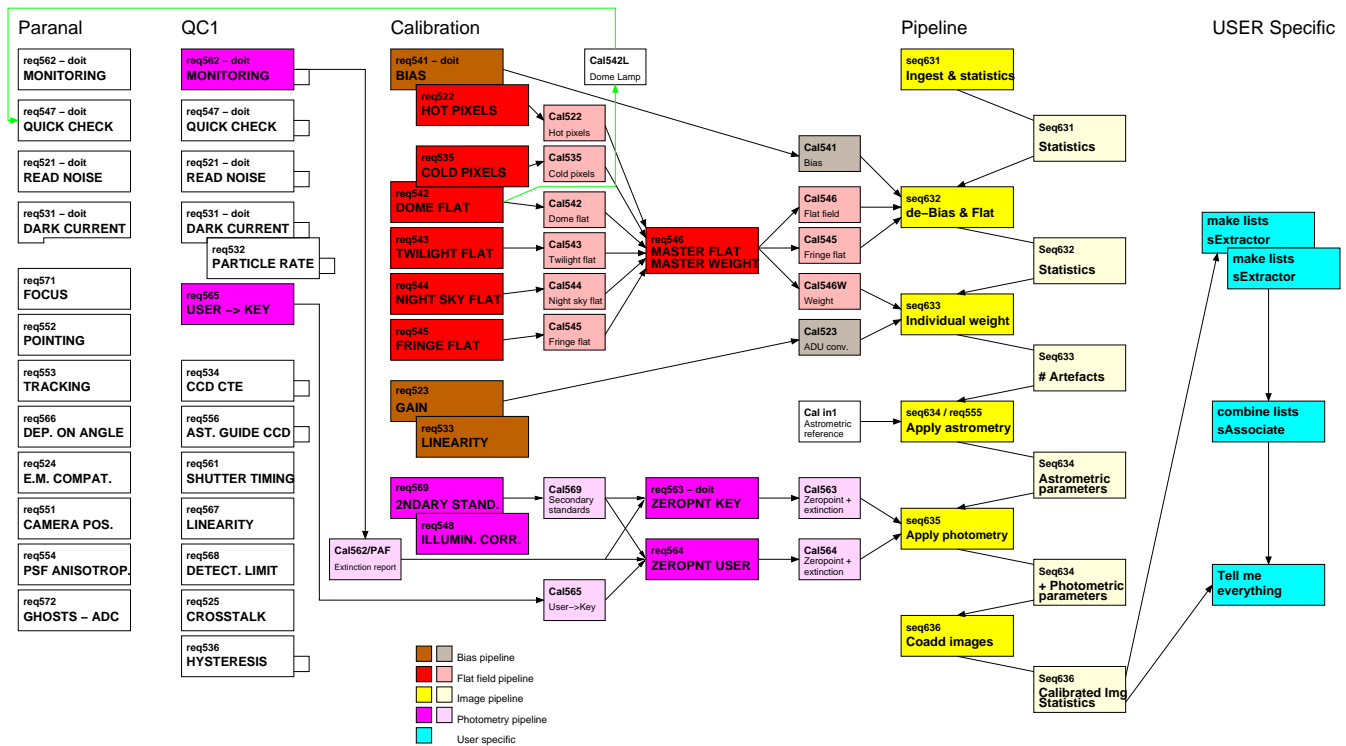 Paranal
req562 – doit
MONITORING
req547 – doit
QUICK CHECK
req521 – doit
READ NOISE
req531 – doit
DARK CURRENT
req571
FOCUS
req552
POINTING
req553
TRACKING
req566
DEP. ON ANGLE
req524
E.M. COMPAT.
req551
CAMERA POS.
req554
PSF ANISOTROP.
req572
GHOSTS – ADC
QC1
req562 – doit
MONITORING
req547 – doit
QUICK CHECK
req521 – doit
READ NOISE
req531 – doit
DARK CURRENT
req532
PARTICLE RATE
req565
USER –> KEY
req534
CCD CTE
req556
AST. GUIDE CCD
req561
SHUTTER TIMING
req567
LINEARITY
req568
DETECT. LIMIT
req525
CROSSTALK
req536
HYSTERESIS
Calibration
req541 – doit
BIAS
req522
HOT PIXELS
req535
COLD PIXELS
req542
DOME FLAT
req543
TWILIGHT FLAT
req544
NIGHT SKY FLAT
req545
FRINGE FLAT
req523
GAIN
req533
LINEARITY
req569
2NDARY STAND.
req548
ILLUMIN. CORR.
Cal562/PAF
Extinction report
Cal542L
Dome Lamp
Cal522
Hot pixels
Cal535
Cold pixels
Cal542
Dome flat
Cal543
Twilight flat
Cal544
Night sky flat
Cal545
Fringe flat
Cal569
Secondary
standards
Cal565
User–>Key
req546
MASTER FLAT
MASTER WEIGHT
req563 – doit
ZEROPNT KEY
req564
ZEROPNT USER
Cal541
Bias
Cal546
Flat field
Cal545
Fringe flat
Cal546W
Weight
Cal523
ADU conv.
Cal in1
Astrometric
reference
Cal563
Zeropoint +
extinction
Cal564
Zeropoint +
extinction
Pipeline
seq631
Ingest & statistics
Seq631
Statistics
seq632
de–Bias & Flat
Seq632
Statistics
seq633
Individual weight
Seq633
# Artefacts
seq634 / req555
Apply astrometry
Seq634
Astrometric
parameters
seq635
Apply photometry
Seq634
+ Photometric
parameters
seq636
Coadd images
Seq636
Calibrated Img
Statistics
USER Specific
make lists
sExtractor
make lists
sExtractor
combine lists
sAssociate
Tell me
everything
Bias pipeline
Flat field pipeline
Image pipeline
Photometry pipeline
User specific